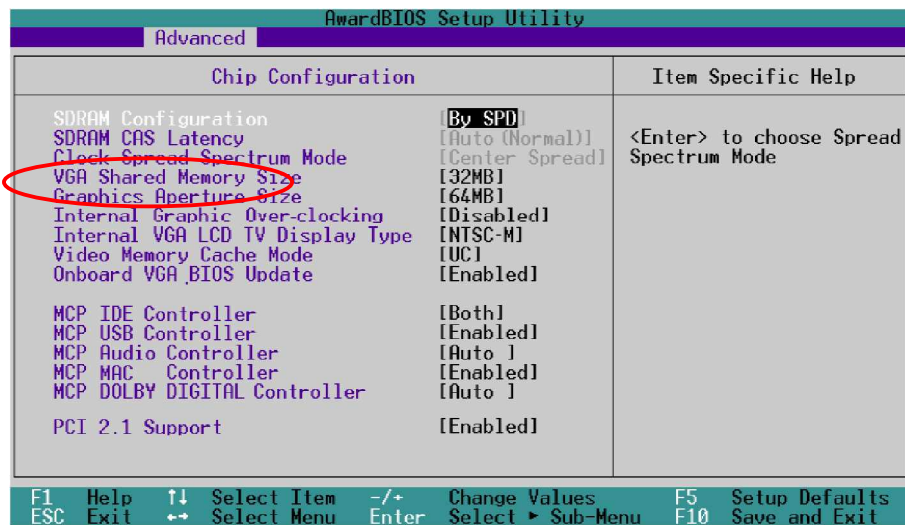 AwardBIOS Setup Utility
Advanced
Chip Configuration
Item Specific Help
SDRAM Configuration [By SPD]
SDRAM CAS Latency [Auto (Normal)]
Clock Spread Spectrum Mode [Center Spread]
VGA Shared Memory Size [32MB]
Graphics Aperture Size [64MB]
Internal Graphic Over-clocking [Disabled]
Internal VGA LCD TV Display Type [NTSC-M]
Video Memory Cache Mode [UC]
Onboard VGA BIOS Update [Enabled]
MCP IDE Controller [Both]
MCP USB Controller [Enabled]
MCP Audio Controller [Auto ]
MCP MAC Controller [Enabled]
MCP DOLBY DIGITAL Controller [Auto ]
PCI 2.1 Support [Enabled]
<Enter> to choose Spread
Spectrum Mode
F1 Help ↑↓ Select Item -/+ Change Values F5 Setup Defaults
ESC Exit ←→ Select Menu Enter Select ► Sub-Menu F10 Save and Exit